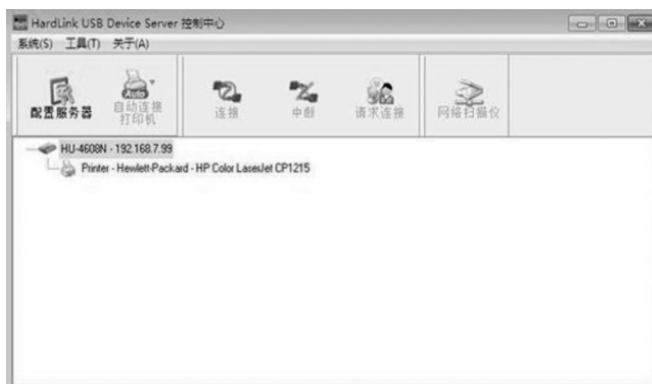 HardLink USB Device Server 控制中心
系统(S) 工具(T) 关于(A)
配置服务器
自动连接
打印机
连接
中断
请求连接
网络扫描仪
Auto
HU-4608N - 192.168.7.99
Printer - Hewlett-Packard - HP Color LaserJet CP1215